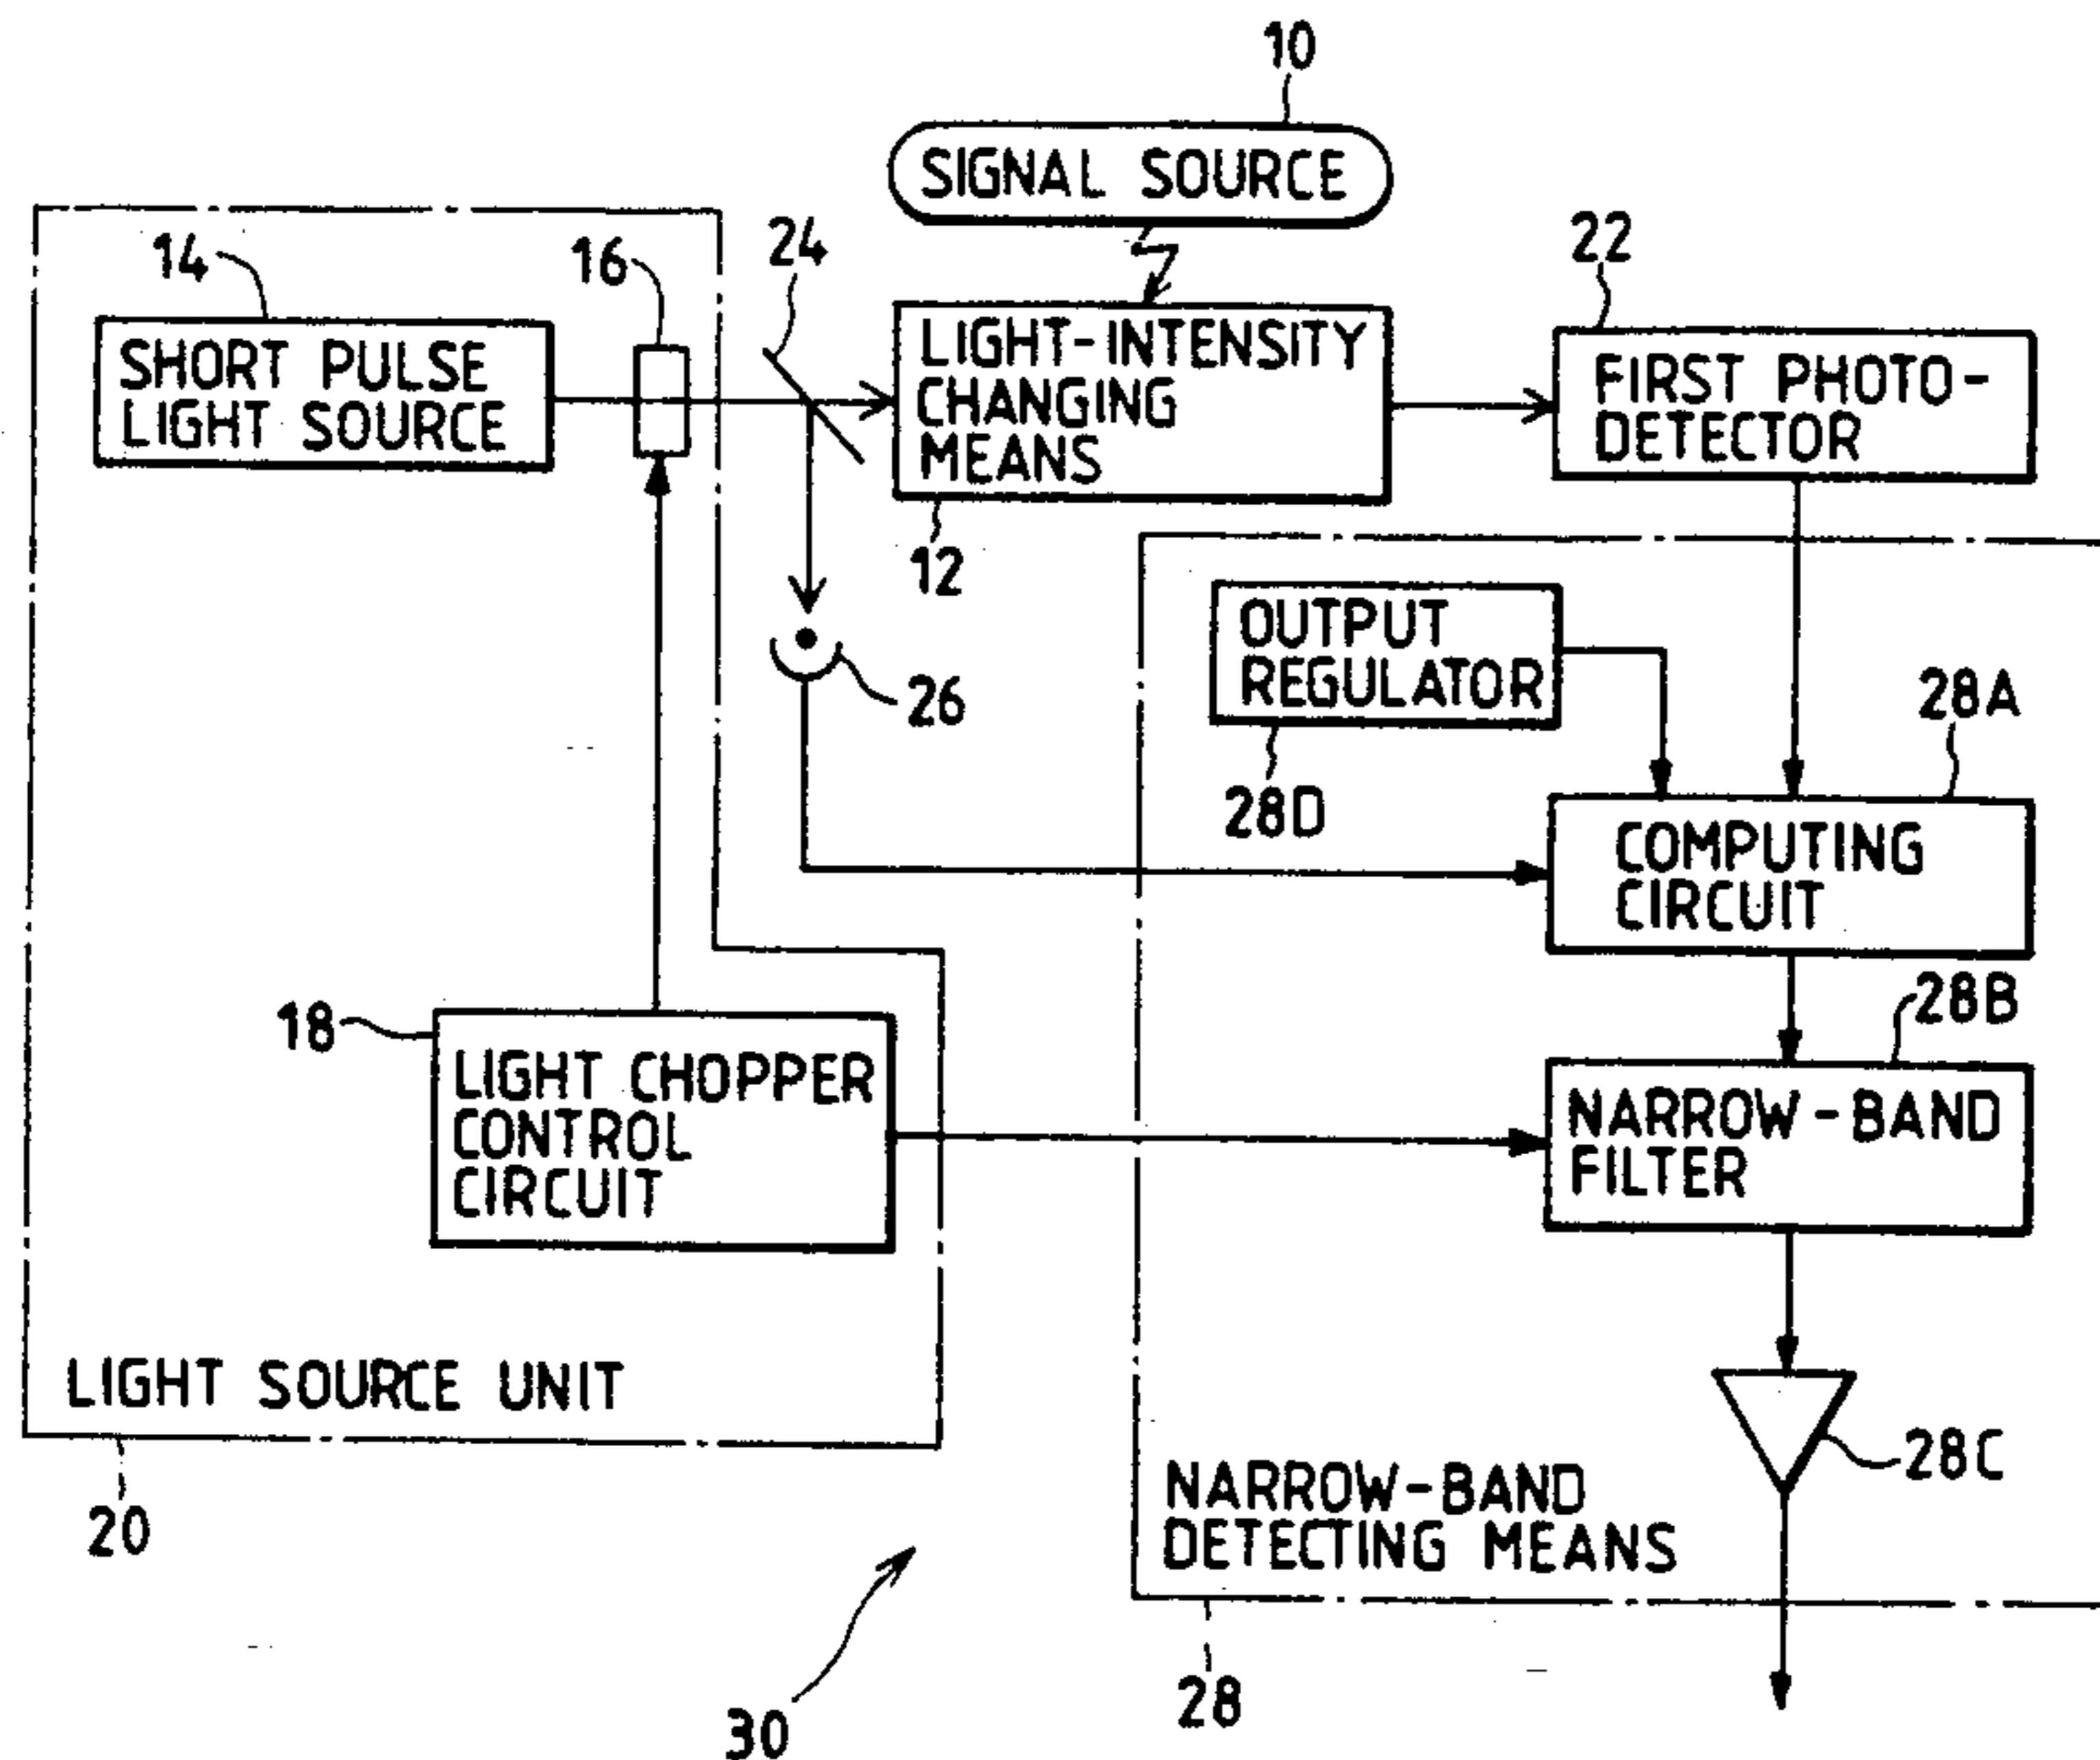 10
SIGNAL SOURCE
14
16
24
22
SHORT PULSE
LIGHT SOURCE
LIGHT-INTENSITY
CHANGING
MEANS
FIRST PHOTO-
DETECTOR
12
OUTPUT
REGULATOR
26
28A
28D
COMPUTING
CIRCUIT
28B
18
LIGHT CHOPPER
CONTROL
CIRCUIT
NARROW-BAND
FILTER
LIGHT SOURCE UNIT
28C
20
NARROW-BAND
DETECTING MEANS
28
30